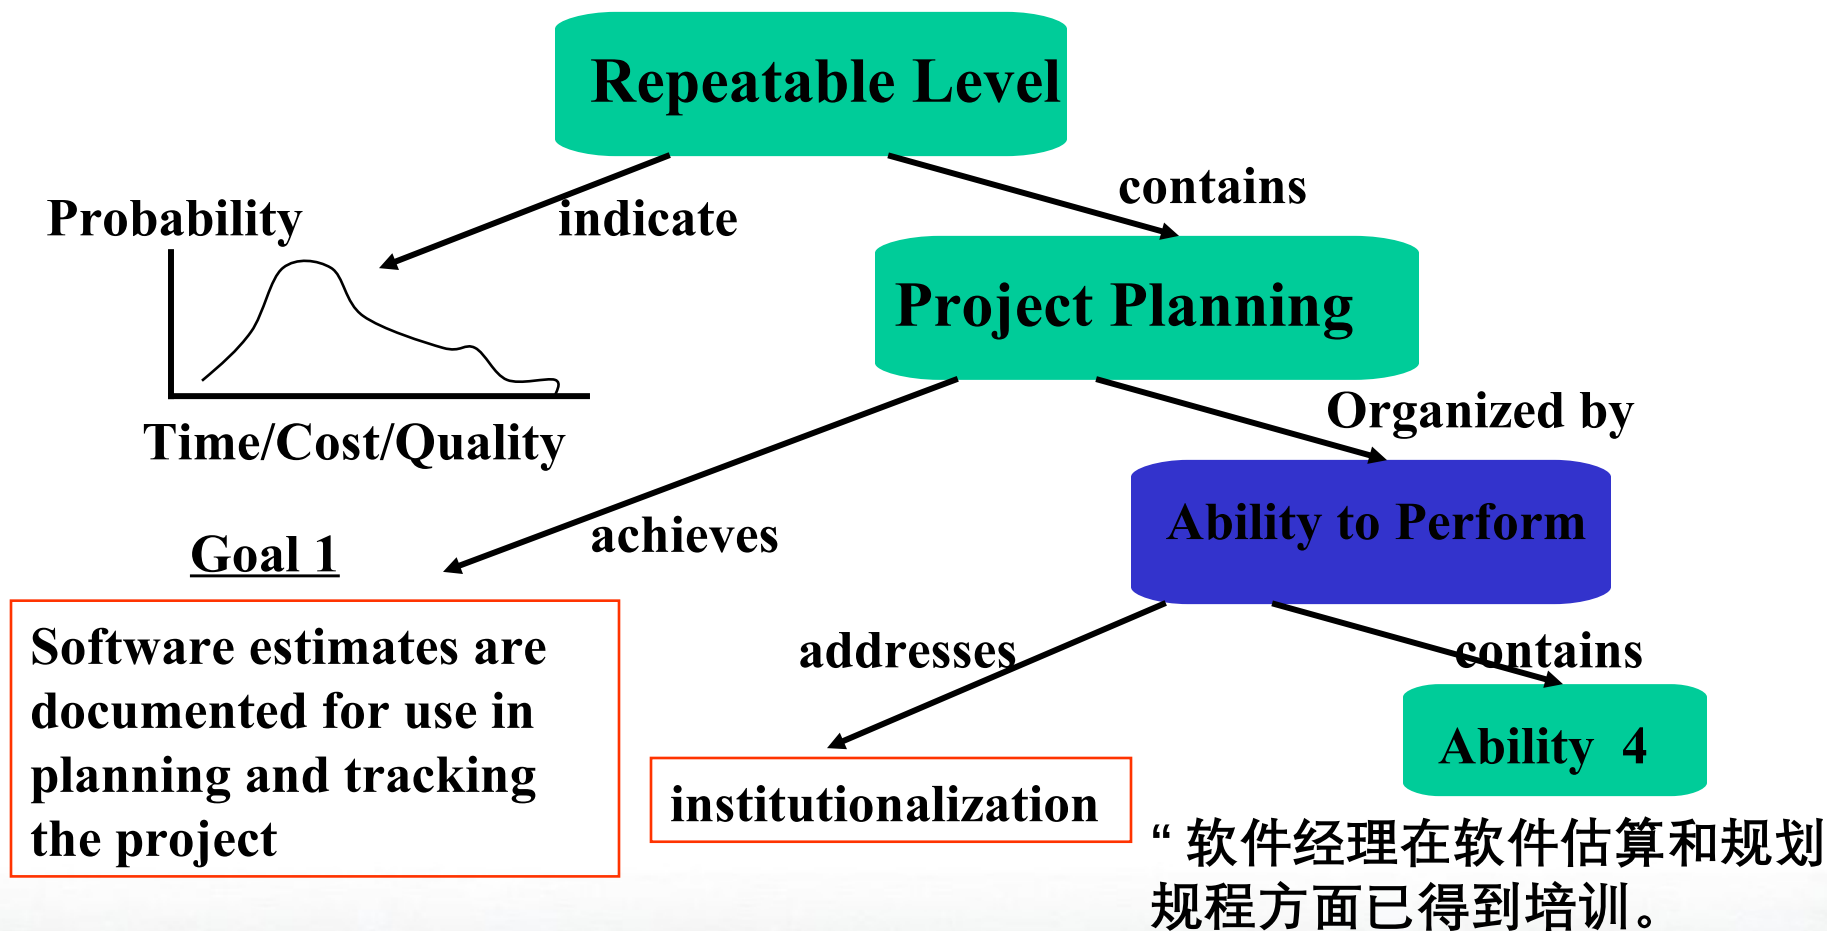 Repeatable Level
contains
Probability
indicate
Project Planning
Time/Cost/Quality
Organized by
Ability to Perform
achieves
Goal 1
Software estimates are
documented for use in
planning and tracking
the project
addresses
contains
institutionalization
Ability 4
“ 软件经理在软件估算和规划
规程方面已得到培训。